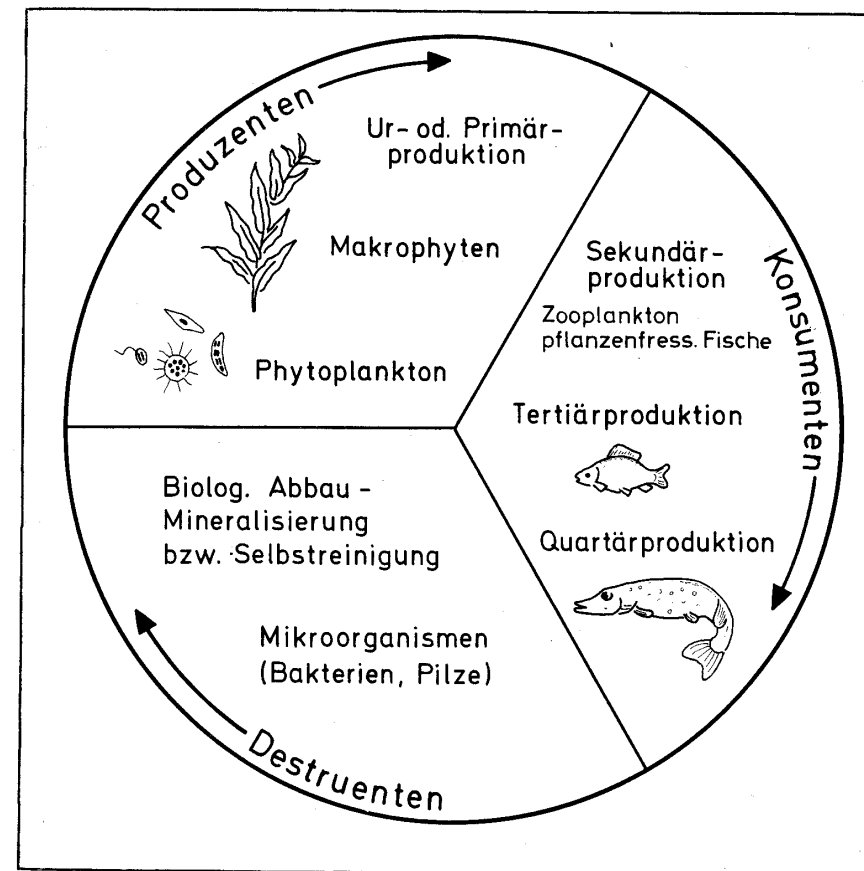 Produzenten
Ur- od. Primär-
produktion
Makrophyten
Phytoplankton
Konsumenten
Sekundär-
produktion
Zooplankton
pflanzenfress. Fische
Tertiärproduktion
Quartärproduktion
Destruenten
Biolog. Abbau -
Mineralisierung
bzw. Selbstreinigung
Mikroorganismen
(Bakterien, Pilze)